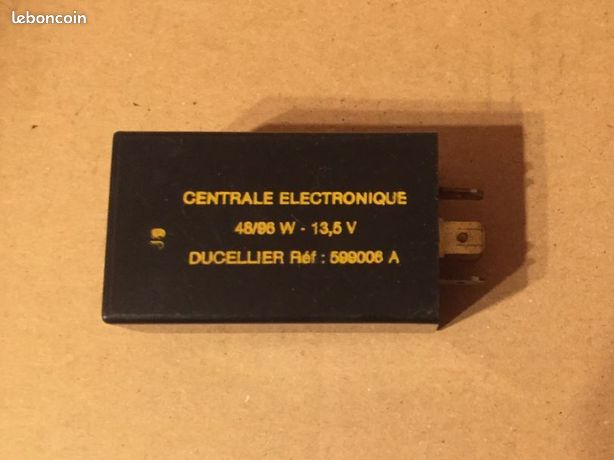 leboncoin
CENTRALE ELECTRONIQUE
48/96 W - 13,5 V
DUCELLIER Réf : 599006 A